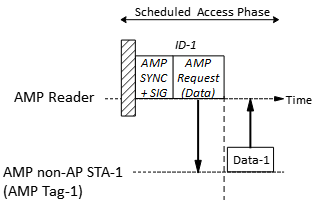 Scheduled Access Phase
ID-1
AMP
SYNC
+ SIG
AMP
Request
(Data)
AMP Reader
Time
Data-1
AMP non-AP STA-1
(AMP Tag-1)